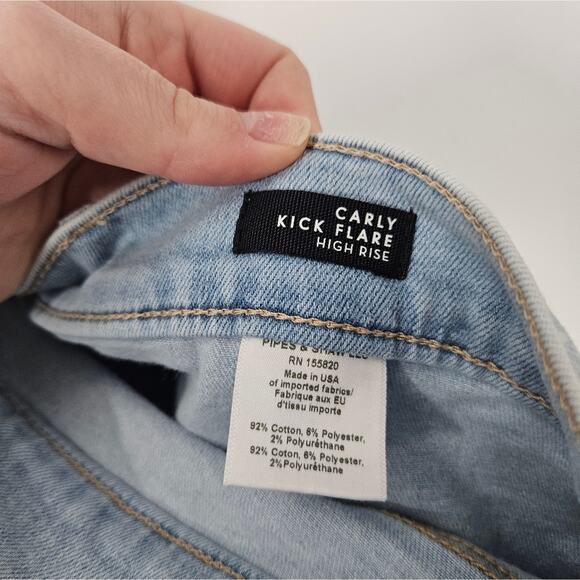 CARLY
KICK FLARE
HIGH RISE
PIPES & SHAW LLC
RN 155820
Made in USA
of imported fabrics/
Fabrique aux EU
d'tissu importe
92% Cotton, 6% Polyester,
2% Polyurethane
92% Coton, 6% Polyester,
2%Polyuréthane